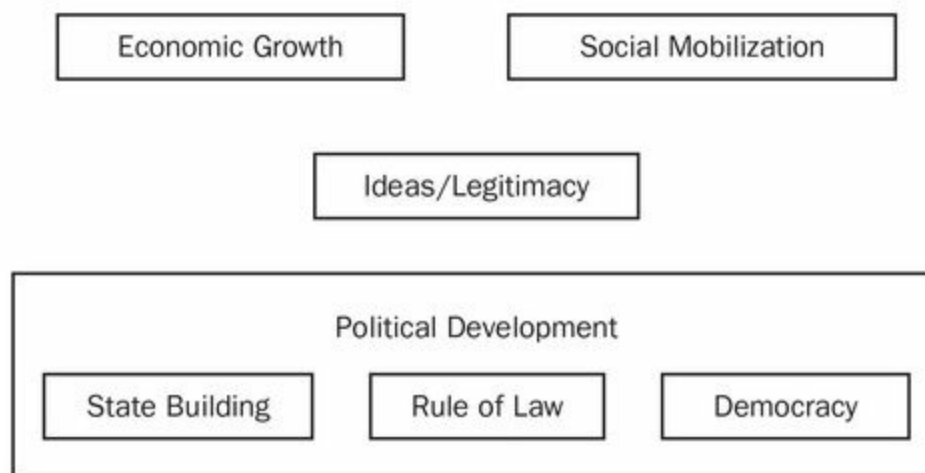 Economic Growth
Social Mobilization
Ideas/Legitimacy
Political Development
State Building
Rule of Law
Democracy